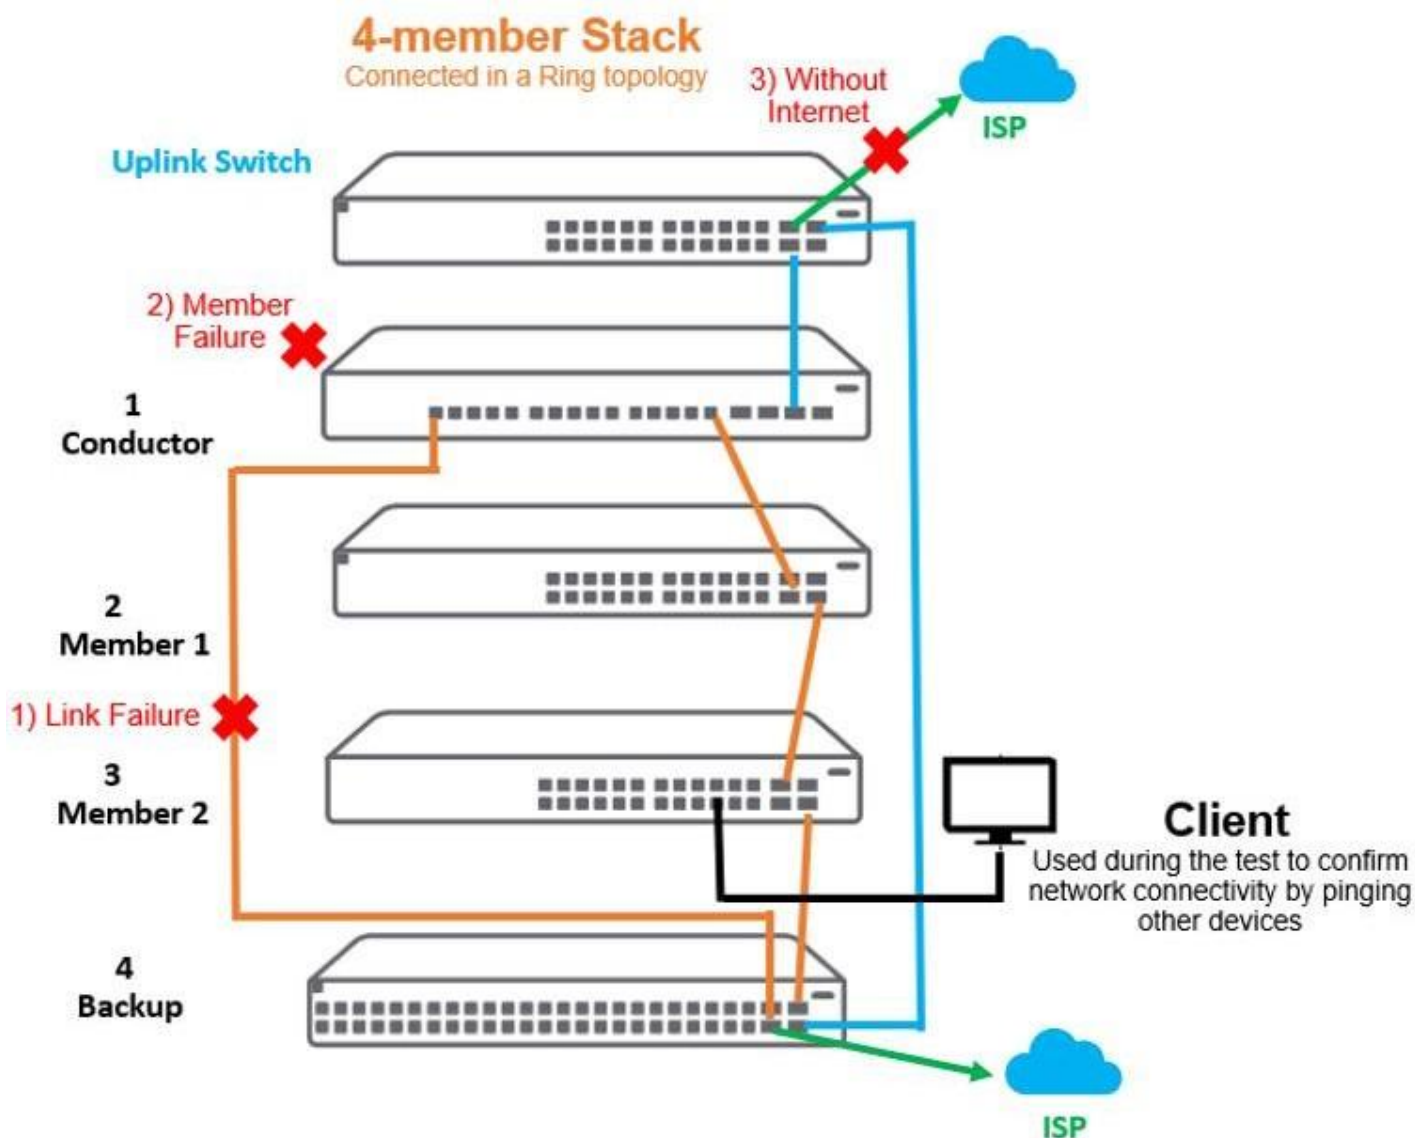 4-member Stack
Connected in a Ring topology
3) Without
Internet
ISP
Uplink Switch
2) Member
Failure
1
Conductor
2
Member 1
1) Link Failure
3
Member 2
Client
Used during the test to confirm
network connectivity by pinging
other devices
4
Backup
ISP